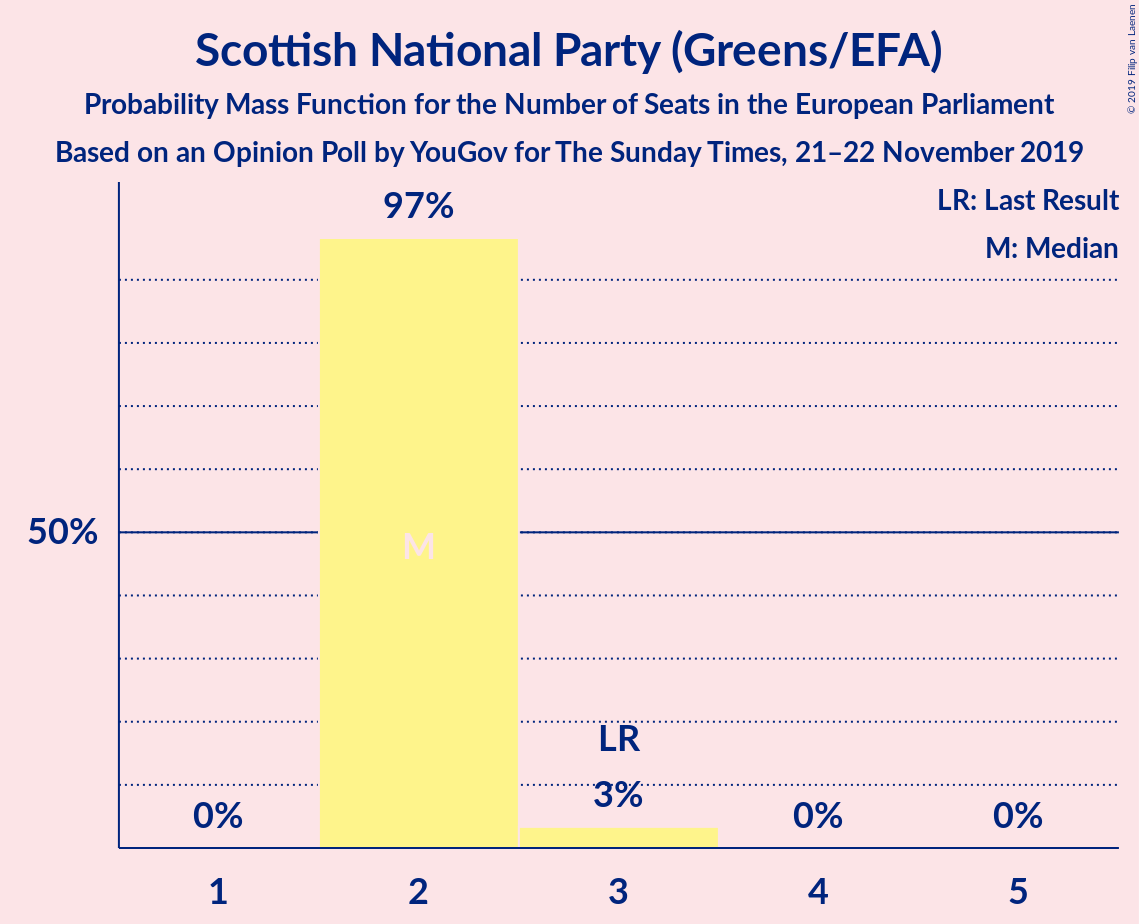 Scottish National Party (Greens/EFA)
Probability Mass Function for the Number of Seats in the European Parliament
Based on an Opinion Poll by YouGov for The Sunday Times, 21–22 November 2019
© 2019 Filip van Laenen
LR: Last Result
M: Median
97%
50%
M
LR
3%
0%
0%
0%
1
2
3
4
5